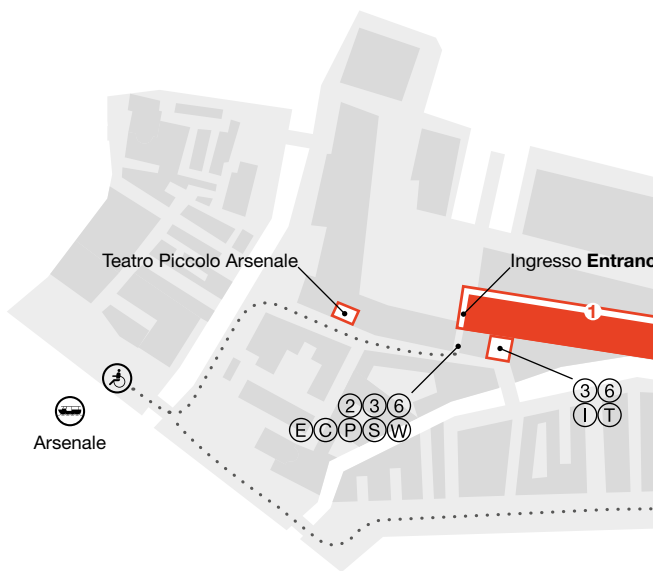 Teatro Piccolo Arsenale
Ingresso Entranc
1
2 3 6
E C P S W
3 6
I T
Arsenale